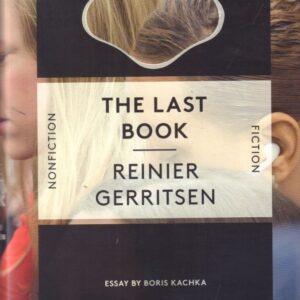 NONFICTION
THE LAST
BOOK
REINIER
GERRITSEN
FICTION
ESSAY BY BORIS KACHKA